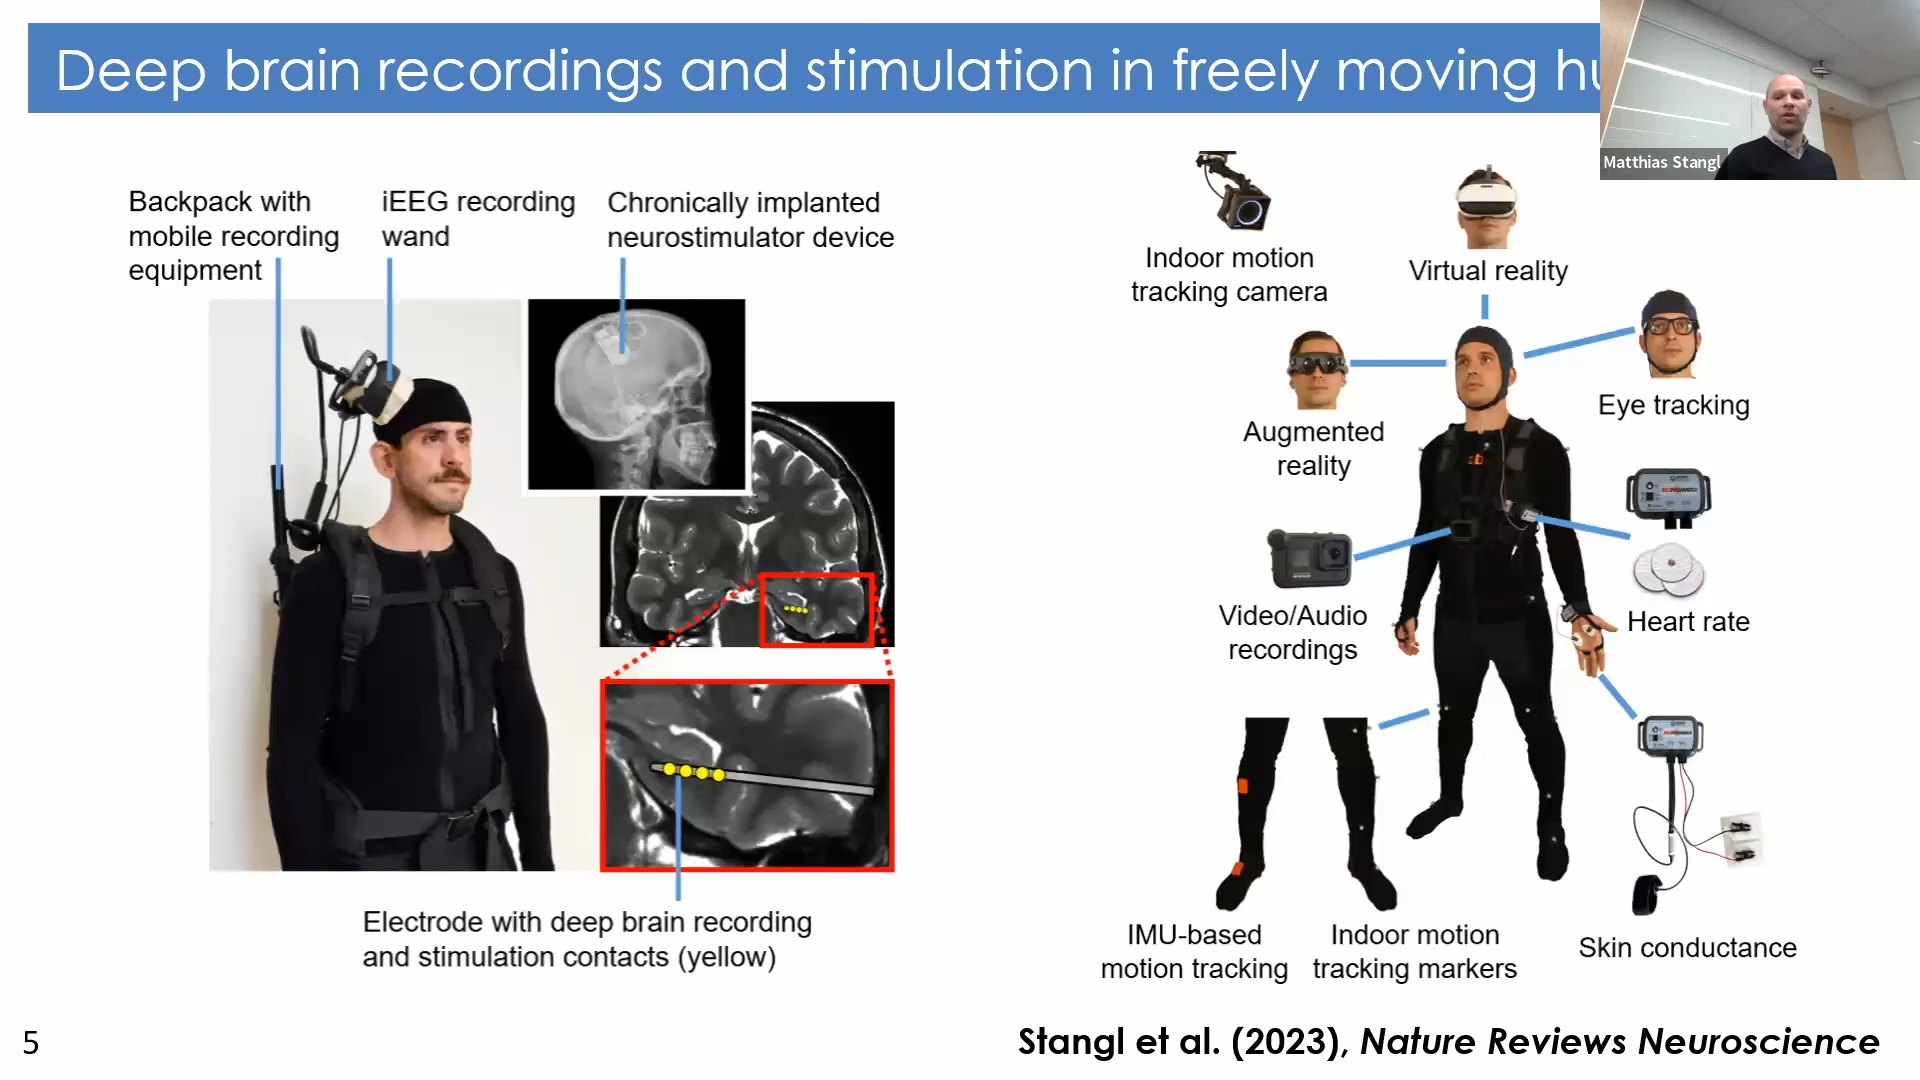 Deep brain recordings and stimulation in freely moving
Matthias Stangl
Backpack with
mobile recording
equipment
iEEG recording
wand
Chronically implanted
neurostimulator device
Electrode with deep brain recording
and stimulation contacts (yellow)
Indoor motion
tracking camera
Virtual reality
Augmented
reality
Eye tracking
Video/Audio
recordings
Heart rate
IMU-based
motion tracking
Indoor motion
tracking markers
Skin conductance
5
Stangl et al. (2023), Nature Reviews Neuroscience